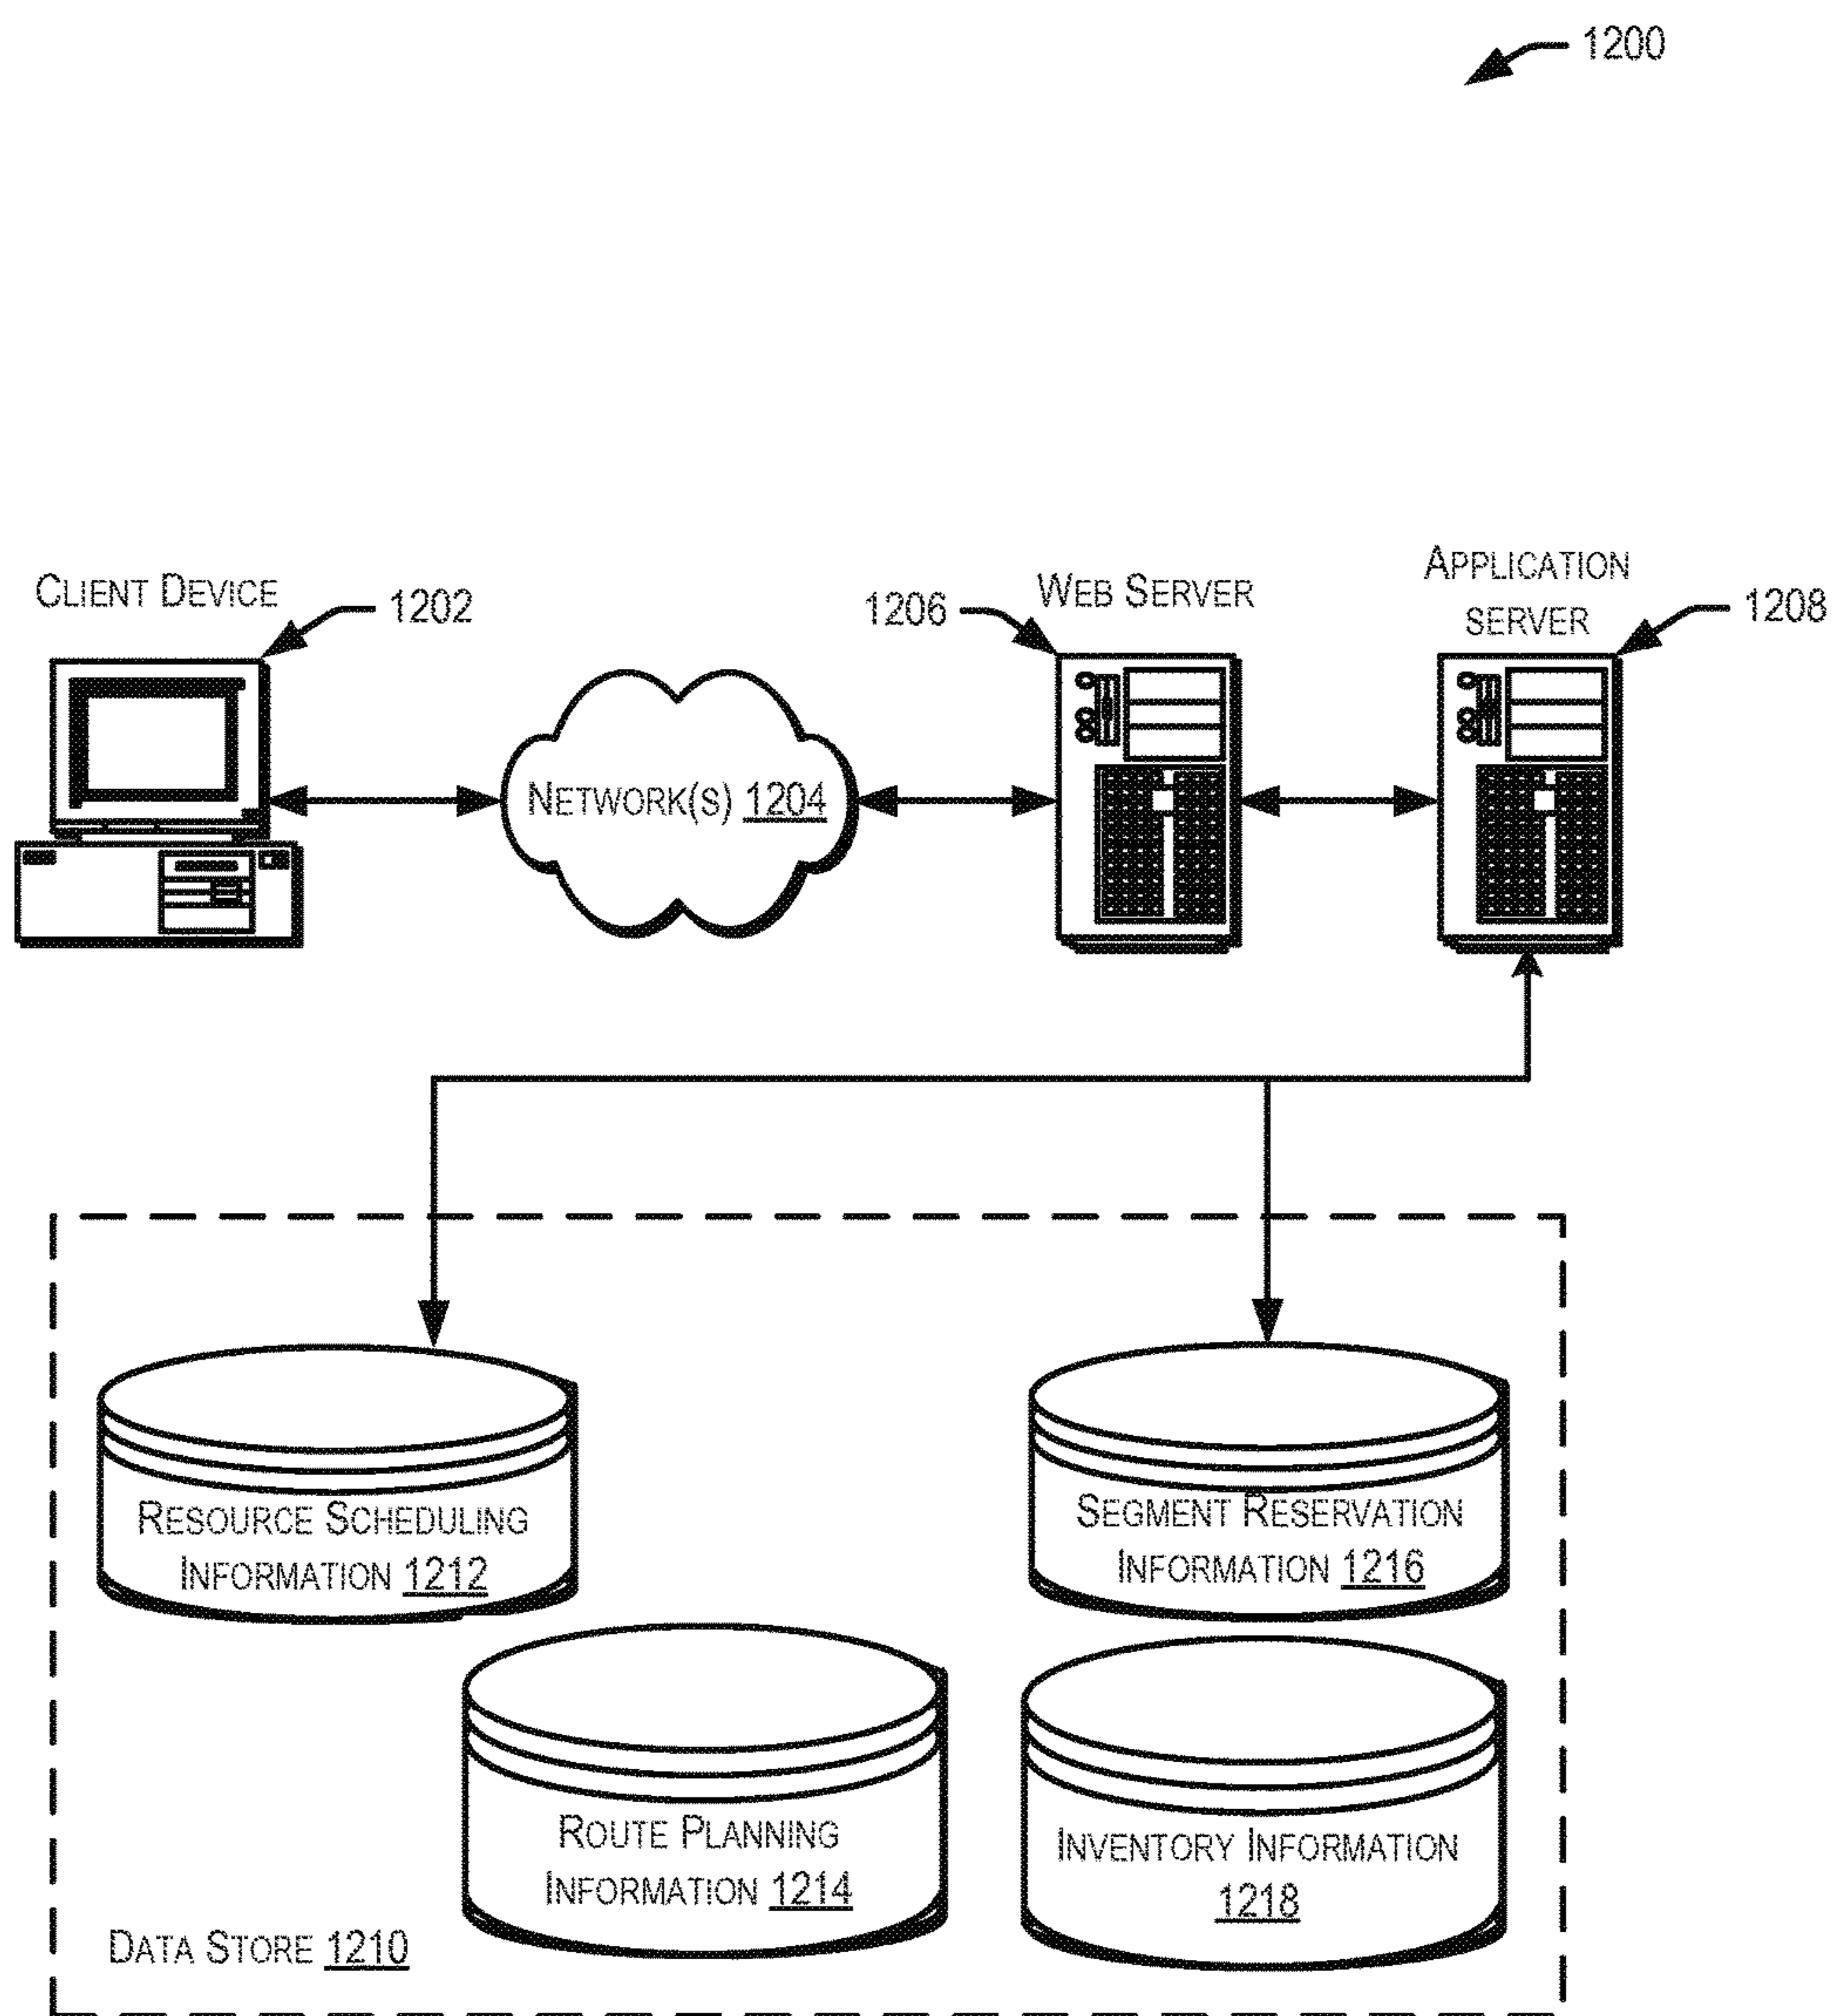 1200
CLIENT DEVICE
1202
1206
WEB SERVER
APPLICATION
SERVER
1208
NETWORK(S) 1204
RESOURCE SCHEDULING
INFORMATION 1212
SEGMENT RESERVATION
INFORMATION 1216
ROUTE PLANNING
INFORMATION 1214
INVENTORY INFORMATION
1218
DATA STORE 1210